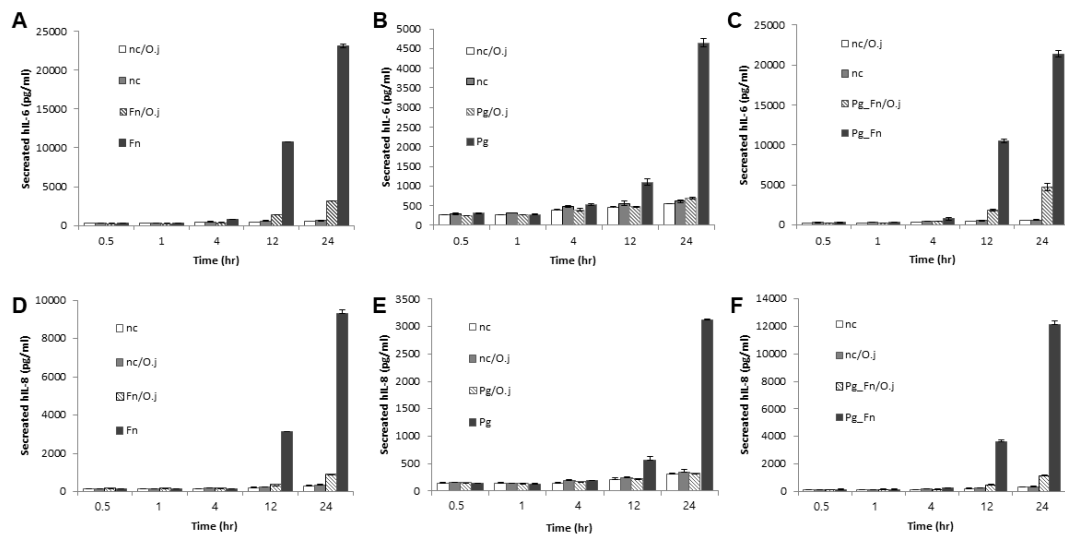 A
Secreated hIL-6 (pg/ml)
25000
20000
15000
10000
5000
0
nc/O.j
nc
Fn/O.j
Fn
0.5 1 4 12 24
Time (hr)
B
Secreated hIL-6 (pg/ml)
5000
4500
4000
3500
3000
2500
2000
1500
1000
500
0
nc/O.j
nc
Pg/O.j
Pg
0.5 1 4 12 24
Time (hr)
C
Secreated hIL-6 (pg/ml)
25000
20000
15000
10000
5000
0
nc/O.j
nc
Pg_Fn/O.j
Pg_Fn
0.5 1 4 12 24
Time (hr)
D
Secreated hIL-8 (pg/ml)
10000
8000
6000
4000
2000
0
nc
nc/O.j
Fn/O.j
Fn
0.5 1 4 12 24
Time (hr)
E
Secreated hIL-8 (pg/ml)
3500
3000
2500
2000
1500
1000
500
0
nc
nc/O.j
Pg/O.j
Pg
0.5 1 4 12 24
Time (hr)
F
Secreated hIL-8 (pg/ml)
14000
12000
10000
8000
6000
4000
2000
0
nc
nc/O.j
Pg_Fn/O.j
Pg_Fn
0.5 1 4 12 24
Time (hr)